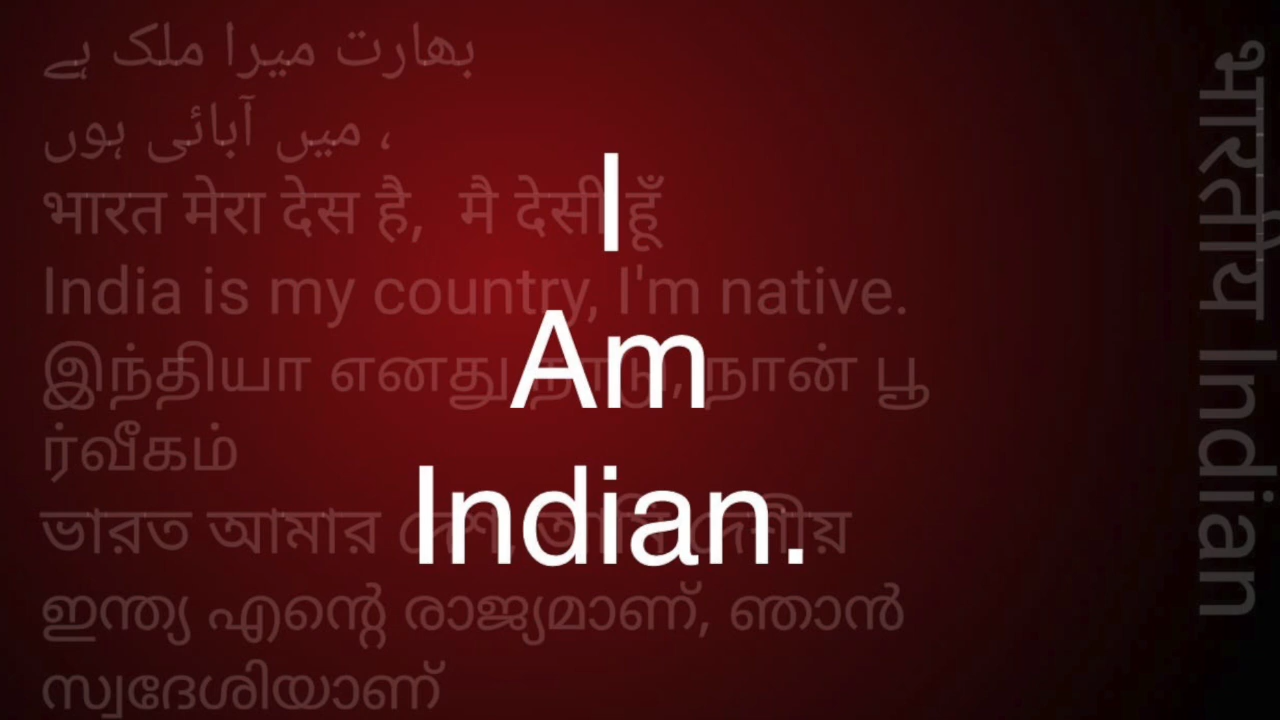 بھارت میرا ملک ہے
، میں آبائی ہوں
भारत मेरा देस है, मै देसी हूँ
India is my country, I'm native.
இந்தியா எனது நாடு, நான் பூ
ர்வீகம்
ভারত আমার দেশ, আমি দেশীয়
ഇന്ത്യ എന്റെ രാജ്യമാണ്, ഞാൻ
സ്വദേശിയാണ്
I
Am
Indian.
भारतीय Indian